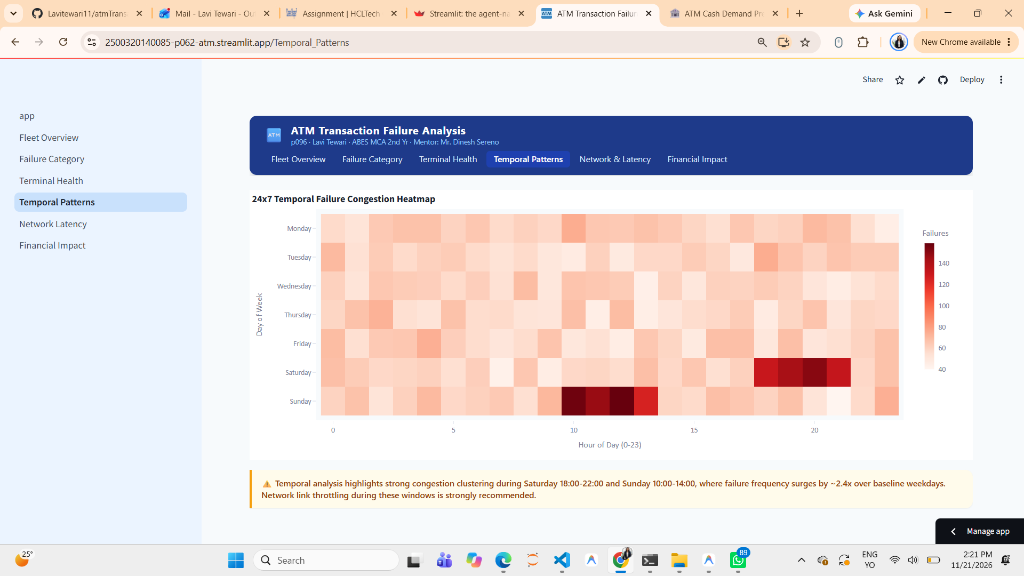 Lavitewari11/atmTrans
Mail - Lavi Tewari - Ou
Assignment | HCLTech
Streamlit: the agent-na
ATM Transaction Failur
ATM Cash Demand Pr
Ask Gemini
2500320140085-p062-atm.streamlit.app/Temporal_Patterns
New Chrome available
Share
Deploy
app
Fleet Overview
Failure Category
Terminal Health
Temporal Patterns
Network Latency
Financial Impact
ATM
ATM Transaction Failure Analysis
p096 · Lavi Tewari · ABES MCA 2nd Yr · Mentor: Mr. Dinesh Sereno
Fleet Overview Failure Category Terminal Health Temporal Patterns Network & Latency Financial Impact
24x7 Temporal Failure Congestion Heatmap
Monday
Tuesday
Wednesday
Thursday
Friday
Saturday
Sunday
Day of Week
0 5 10 15 20
Hour of Day (0-23)
Failures
140
120
100
80
60
40
⚠️ Temporal analysis highlights strong congestion clustering during Saturday 18:00-22:00 and Sunday 10:00-14:00, where failure frequency surges by ~2.4x over baseline weekdays.
Network link throttling during these windows is strongly recommended.
Manage app
25°
Search
89
ENG
YO
2:21 PM
11/21/2026